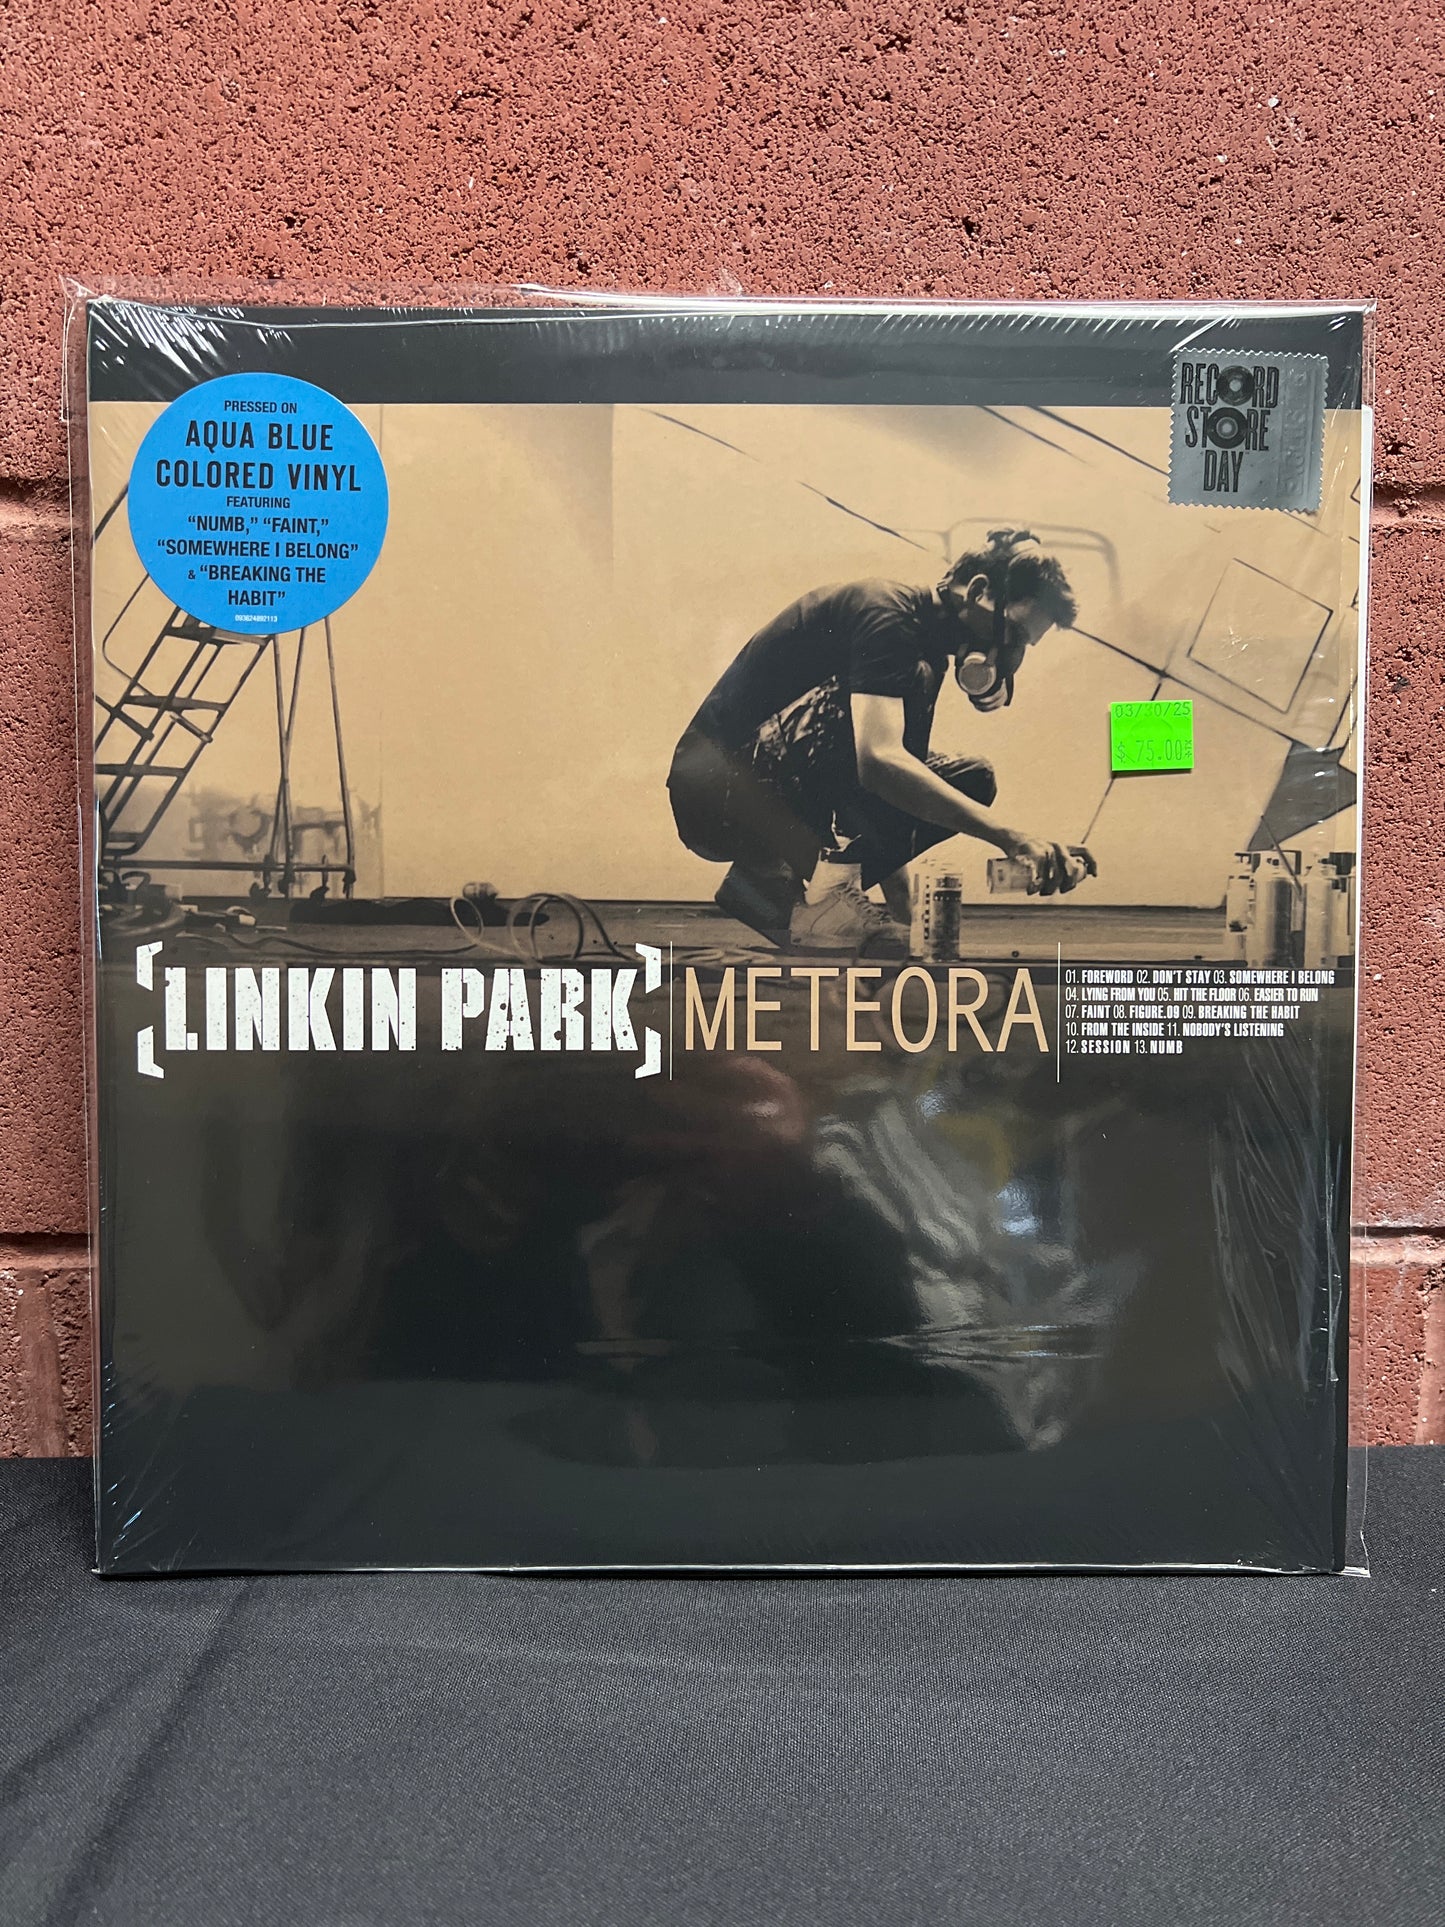 PRESSED ON
AQUA BLUE
COLORED VINYL
FEATURING
“NUMB,” “FAINT,”
“SOMEWHERE I BELONG”
& “BREAKING THE
HABIT”
093624892113
RECORD
STORE
DAY
03/30/25
$ 75.00
[LINKIN PARK]
METEORA
01. FOREWORD 02. DON'T STAY 03. SOMEWHERE I BELONG
04. LYING FROM YOU 05. HIT THE FLOOR 06. EASIER TO RUN
07. FAINT 08. FIGURE.09 09. BREAKING THE HABIT
10. FROM THE INSIDE 11. NOBODY'S LISTENING
12. SESSION 13. NUMB